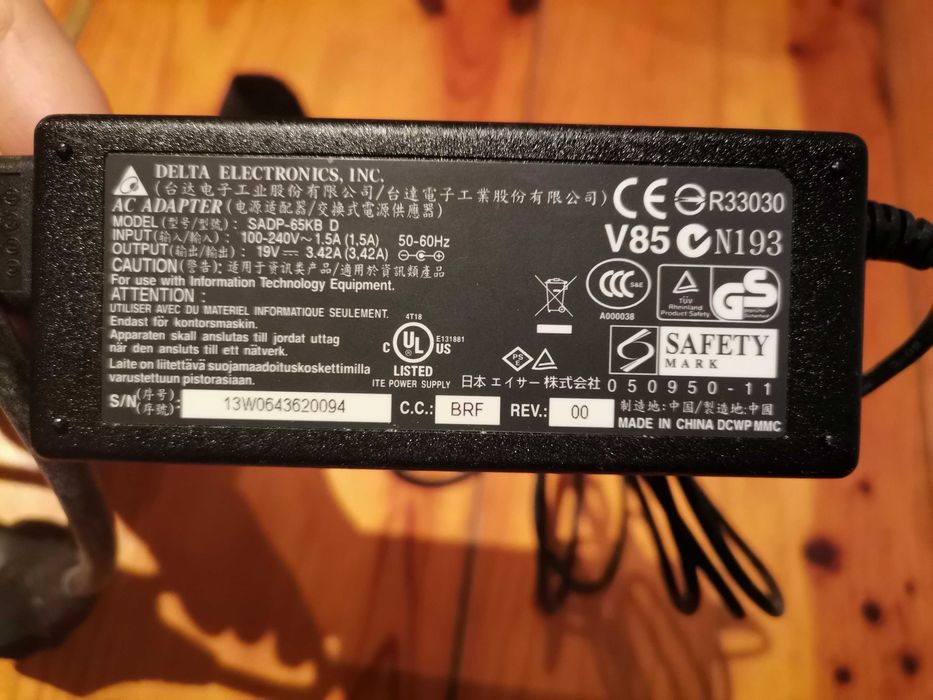 DELTA ELECTRONICS, INC.
(台达电子工业股份有限公司/台達電子工業股份有限公司)
AC ADAPTER (电源适配器/交換式電源供應器)
MODEL (型号/型號) : SADP-65KB D
INPUT (输入/輸入) : 100-240V~ 1.5A (1.5A) 50-60Hz
OUTPUT (输出/輸出) : 19V 3.42A (3,42A)
CAUTION (警告): 适用于资讯类产品/適用於資訊類產品
For use with Information Technology Equipment.
ATTENTION :
UTILISER AVEC DU MATERIEL INFORMATIQUE SEULEMENT.
Endast för kontorsmaskin.
Apparaten skall anslutas till jordat uttag
när den ansluts till ett nätverk.
Laite on liitettävä suojamaadoituskoskettimilla
varustettuun pistorasiaan.
S/N (序号) (序號) : 13W0643620094
C.C.: BRF
REV.: 00
4T18
C UL US
E131881
LISTED
ITE POWER SUPPLY
PSE
日本 エイサー 株式会社
CE R33030
V85 N193
CCC S&E
A000038
TÜV
Rheinland
Product Safety
GS
geprüfte
Sicherheit
SAFETY
MARK
050950-11
制造地:中国/製造地:中國
MADE IN CHINA DCWP MMC